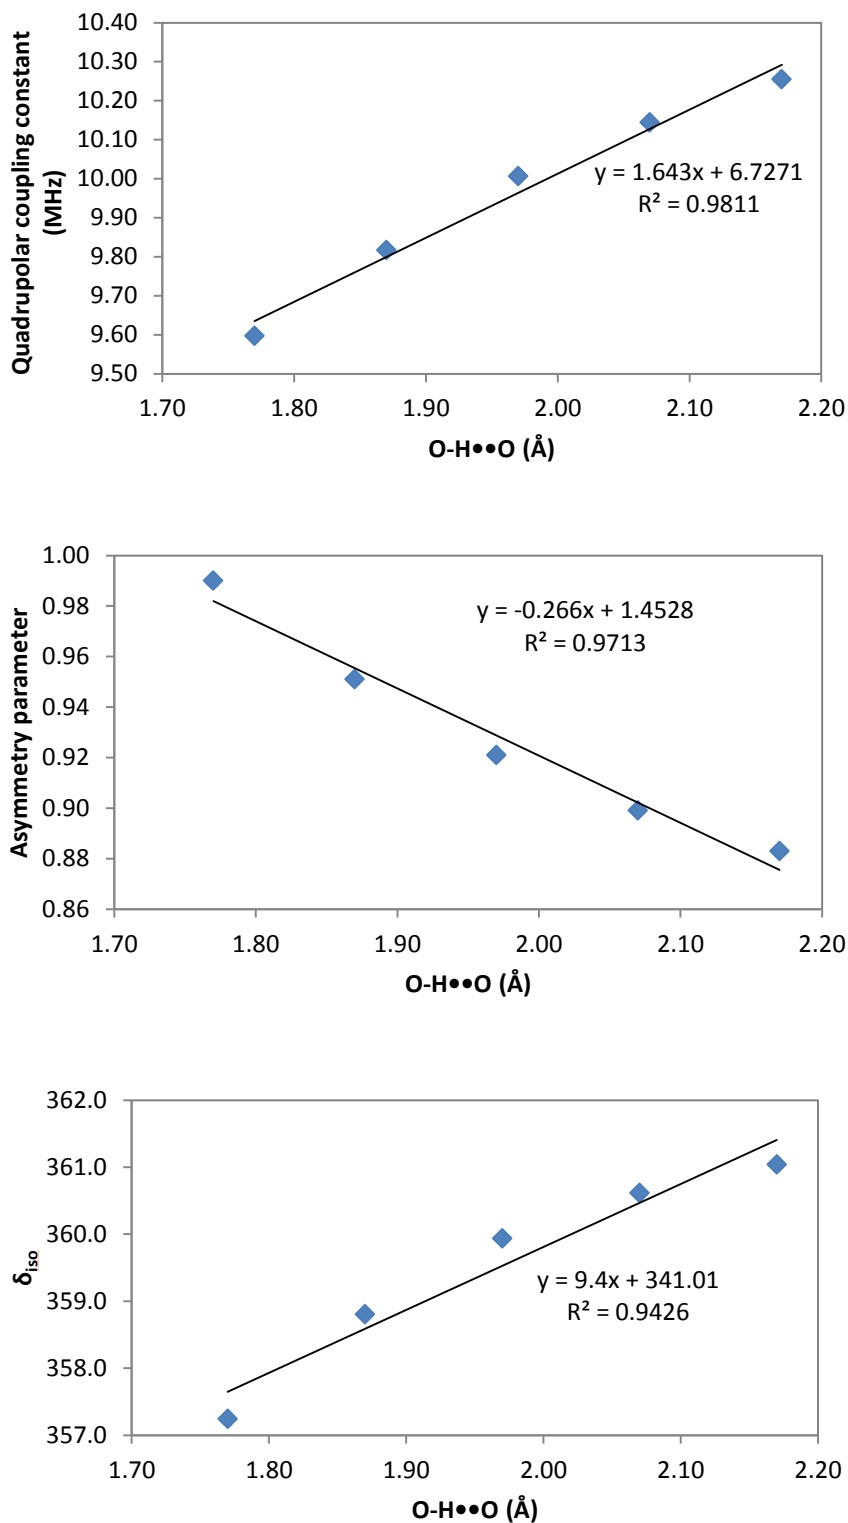 10.40
10.30
10.20
10.10
10.00
9.90
9.80
9.70
9.60
9.50
Quadrupolar coupling constant
(MHz)
y = 1.643x + 6.7271
R² = 0.9811
1.70 1.80 1.90 2.00 2.10 2.20
O-H●●O (Å)
1.00
0.98
0.96
0.94
0.92
0.90
0.88
0.86
Asymmetry parameter
y = -0.266x + 1.4528
R² = 0.9713
1.70 1.80 1.90 2.00 2.10 2.20
O-H●●O (Å)
362.0
361.0
360.0
359.0
358.0
357.0
δiso
y = 9.4x + 341.01
R² = 0.9426
1.70 1.80 1.90 2.00 2.10 2.20
O-H●●O (Å)